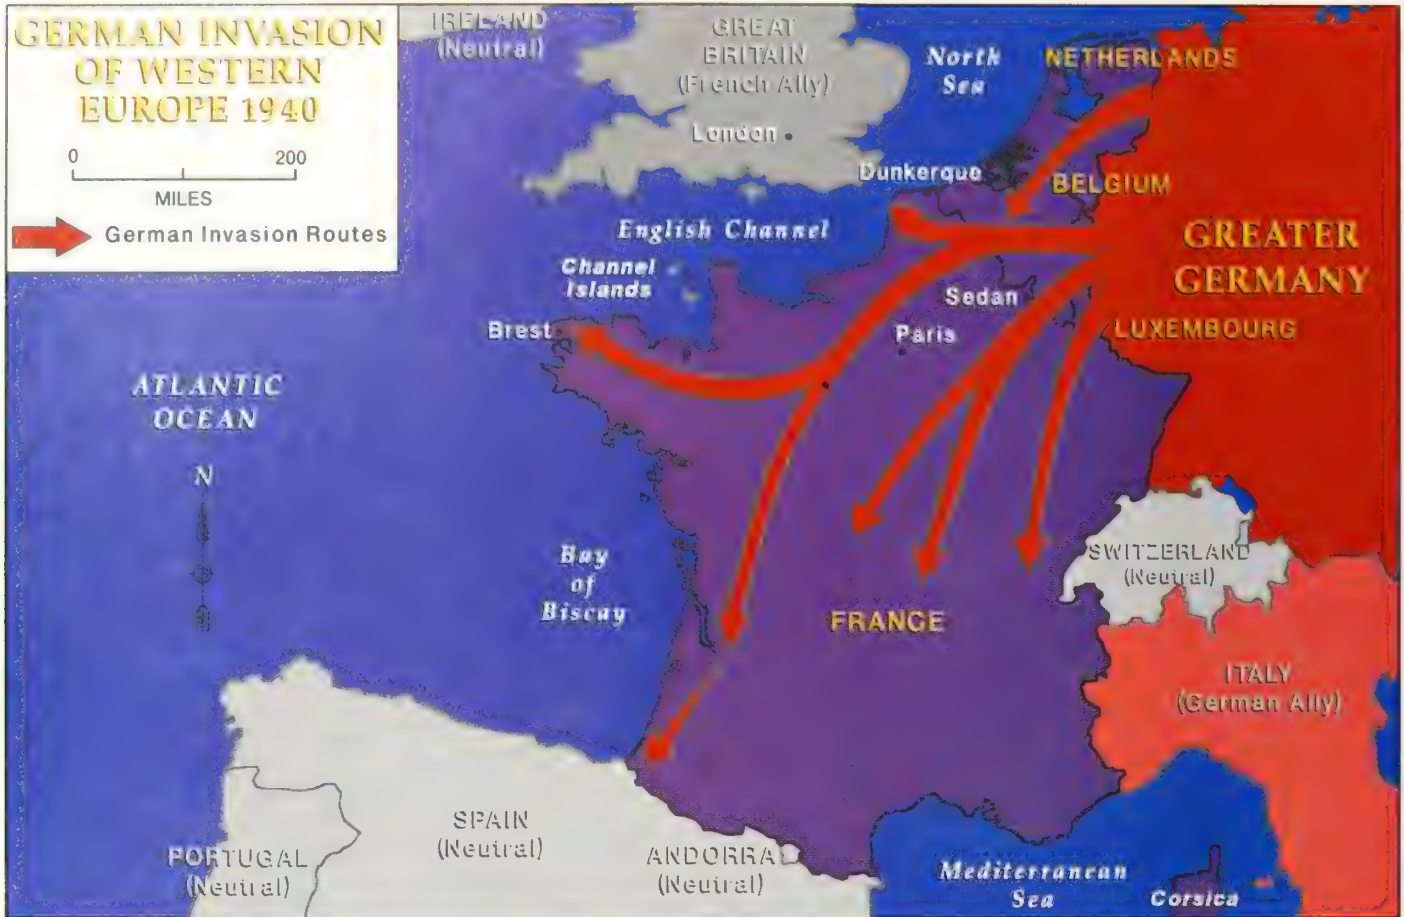 GERMAN INVASION
OF WESTERN
EUROPE 1940
0 200
MILES
German Invasion Routes
IRELAND
(Neutral)
GREAT
BRITAIN
(French Ally)
London
North
Sea
NETHERLANDS
Dunkerque
BELGIUM
English Channel
GREATER
GERMANY
Channel
Islands
Sedan
Brest
Paris
LUXEMBOURG
ATLANTIC
OCEAN
N
Bay
of
Biscay
SWITZERLAND
(Neutral)
FRANCE
ITALY
(German Ally)
SPAIN
(Neutral)
PORTUGAL
(Neutral)
ANDORRA
(Neutral)
Mediterranean
Sea
Corsica